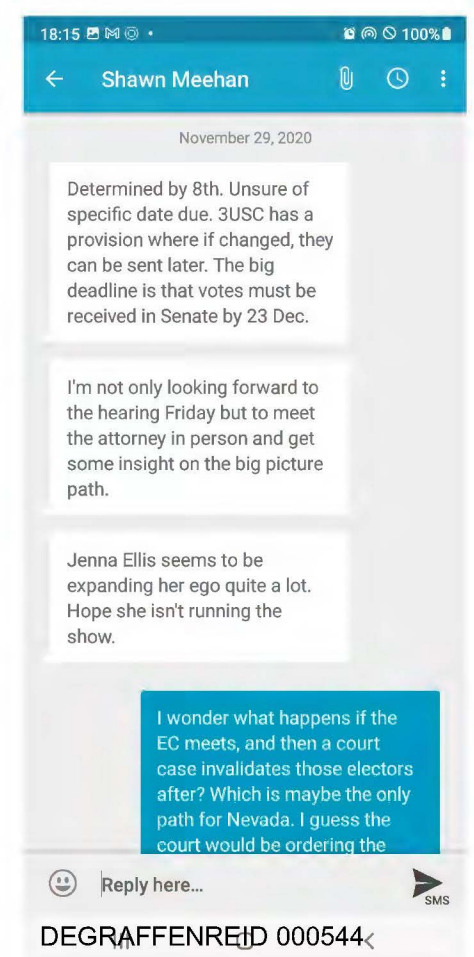 18:15 100%
Shawn Meehan
November 29, 2020
Determined by 8th. Unsure of
specific date due. 3USC has a
provision where if changed, they
can be sent later. The big
deadline is that votes must be
received in Senate by 23 Dec.
I'm not only looking forward to
the hearing Friday but to meet
the attorney in person and get
some insight on the big picture
path.
Jenna Ellis seems to be
expanding her ego quite a lot.
Hope she isn't running the
show.
I wonder what happens if the
EC meets, and then a court
case invalidates those electors
after? Which is maybe the only
path for Nevada. I guess the
court would be ordering the
Reply here...
SMS
DEGRAFFENREID 000544